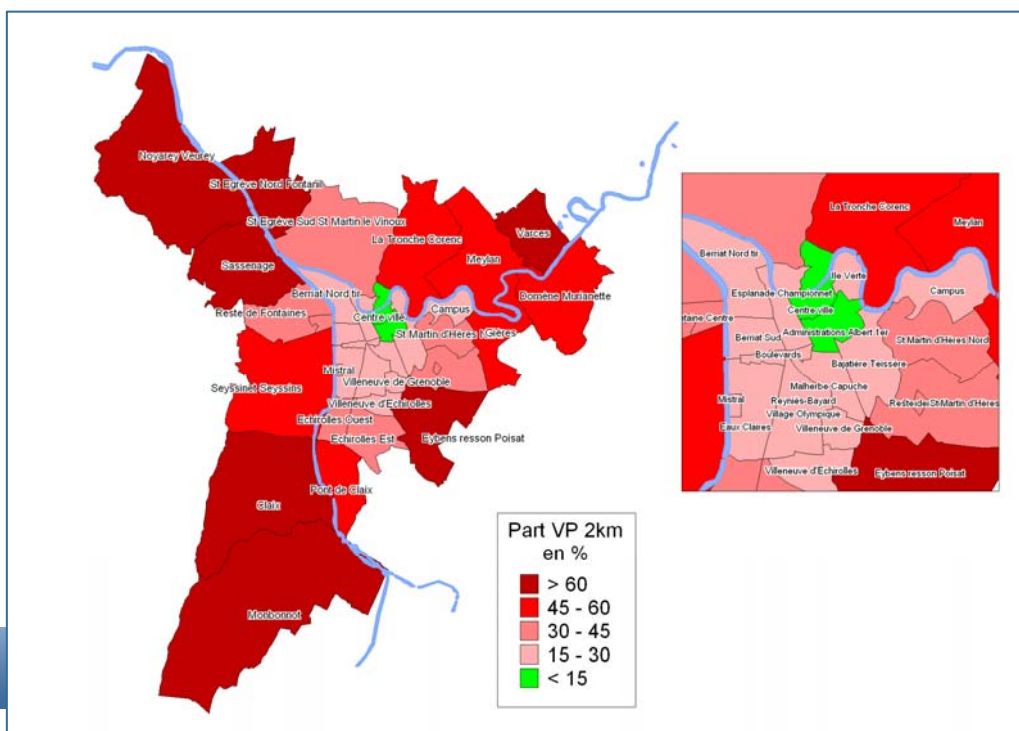 Noyarey Veurey
St Egrève Nord Fontanil
St Egrève Sud St Martin le Vinoux
La Tronche Corenc
Varces
Sassenage
Meylan
Domène Murianette
Bernat Nord tir
Reste de Fontaines
Centre ville
Campus
St Martin d'Hères
Gières
Mistral
Seyssinet Seyssins
Villeneuve de Grenoble
Villeneuve d'Echirolles
Echirolles Ouest
Echirolles Est
Eybens resson Poisat
Pont de Claix
Claix
Monbonnot
Part VP 2km
en %
> 60
45 - 60
30 - 45
15 - 30
< 15
La Tronche Corenc
Meylan
Berriat Nord tir
Ile Verte
Campus
Esplanade Championnet
Centre ville
taine Centre
Administrations Albert 1er
St Martin d'Hères Nord
Berriat Sud
Boulevards
Bajatière Teissère
Malherbe Capuche
Mistral
Reyniès-Bayard
St-Martin d'Hères
Village Olympique
Eaux Claires
Villeneuve de Grenoble
Villeneuve d'Échirolles
Eybens resson Poisat